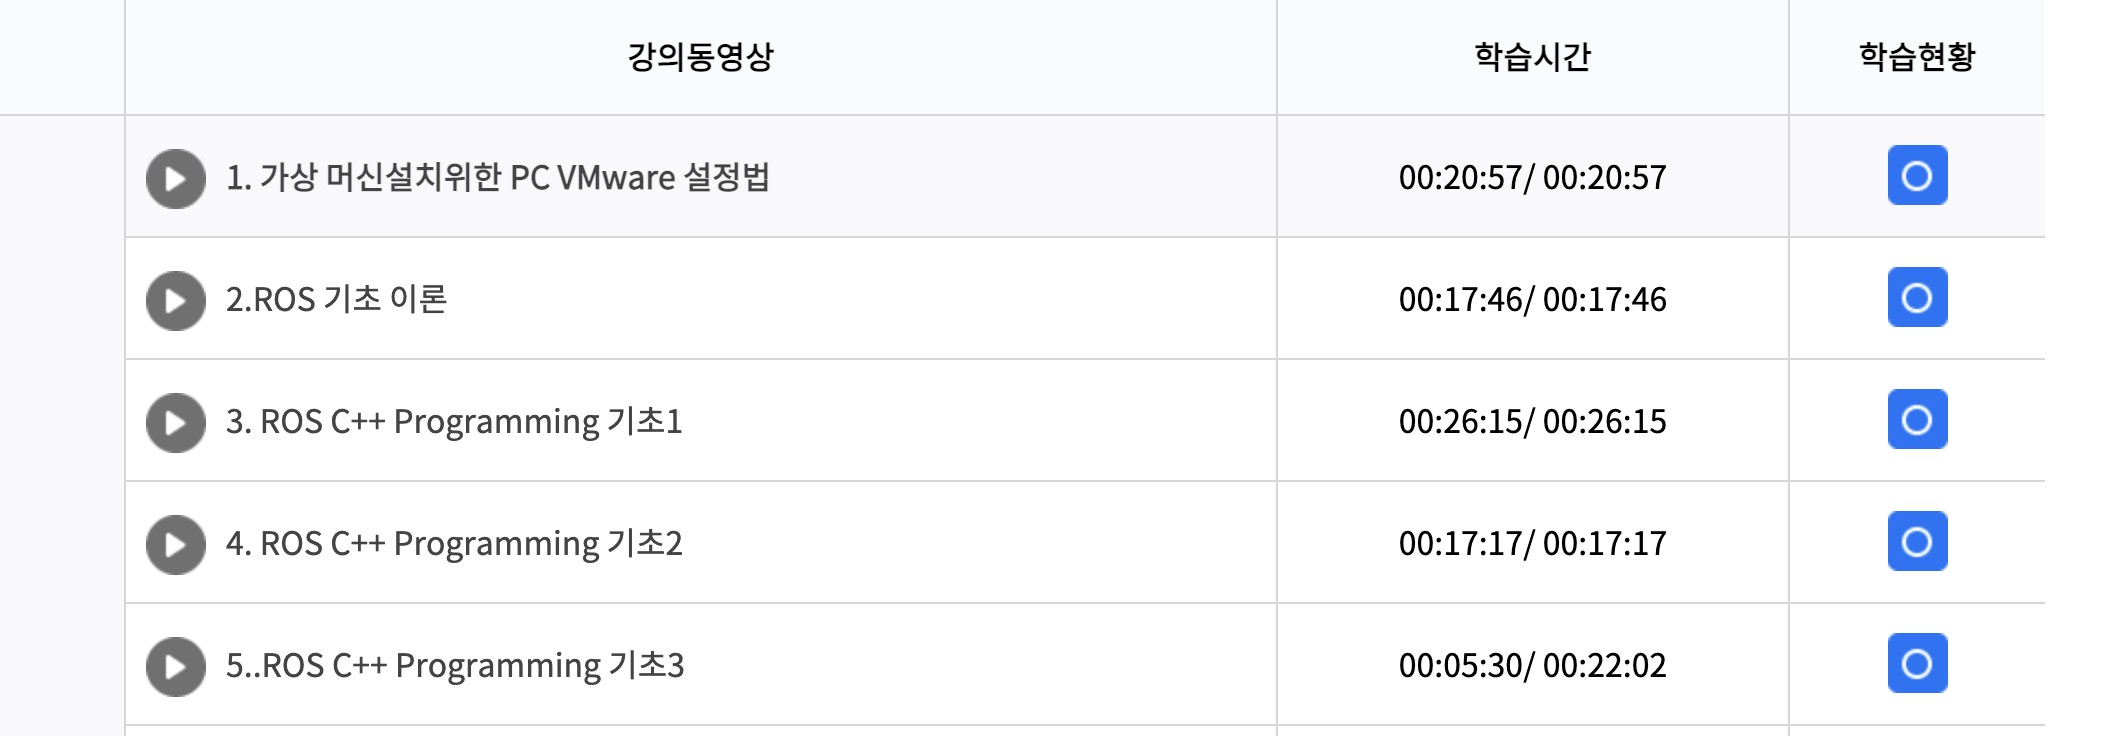 강의동영상 학습시간 학습현황
1. 가상 머신설치위한 PC VMware 설정법 00:20:57/ 00:20:57
2.ROS 기초 이론 00:17:46/ 00:17:46
3. ROS C++ Programming 기초1 00:26:15/ 00:26:15
4. ROS C++ Programming 기초2 00:17:17/ 00:17:17
5..ROS C++ Programming 기초3 00:05:30/ 00:22:02